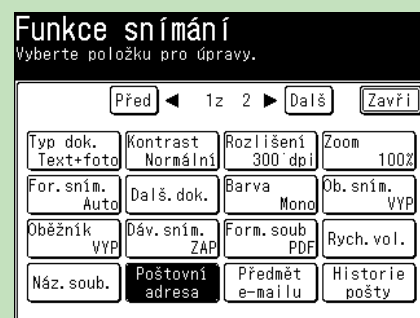 Funkce snímání
Vyberte položku pro úpravy.
Před ◀ 1z 2 ▶ Dalš Zavři
Typ dok. Kontrast Rozlišení Zoom
Text+foto Normální 300 dpi 100%
For.sním. Dalš.dok. Barva Ob.sním.
Auto Mono VYP
Oběžník Dáv.sním. Form.soub Rych.vol.
VYP ZAP PDF
Náz.soub. Poštovní Předmět Historie
adresa e-mailu pošty